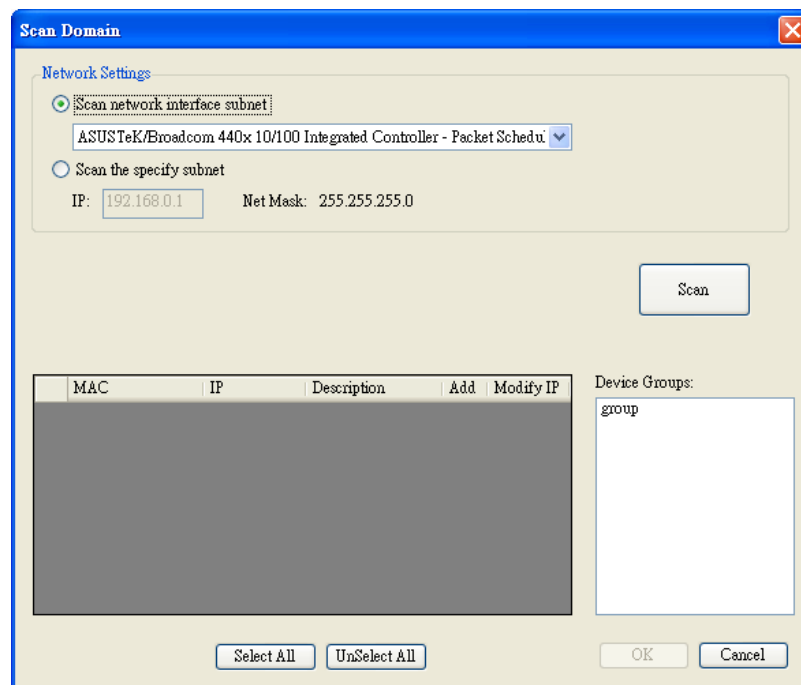 Scan Domain
Network Settings
Scan network interface subnet
ASUSTeK/Broadcom 440x 10/100 Integrated Controller - Packet Schedul
Scan the specify subnet
IP: 192.168.0.1 Net Mask: 255.255.255.0
Scan
MAC IP Description Add Modify IP
Device Groups:
group
Select All UnSelect All OK Cancel